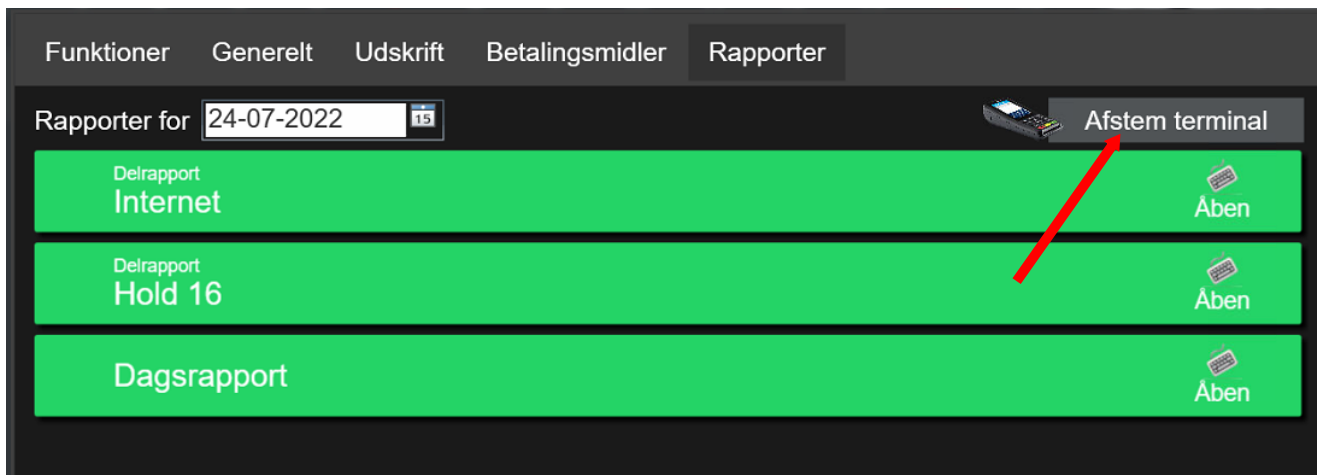 Funktioner Generelt Udskrift Betalingsmidler Rapporter
Rapporter for 24-07-2022 15 Afstem terminal
Delrapport
Internet Åben
Delrapport
Hold 16 Åben
Dagsrapport Åben